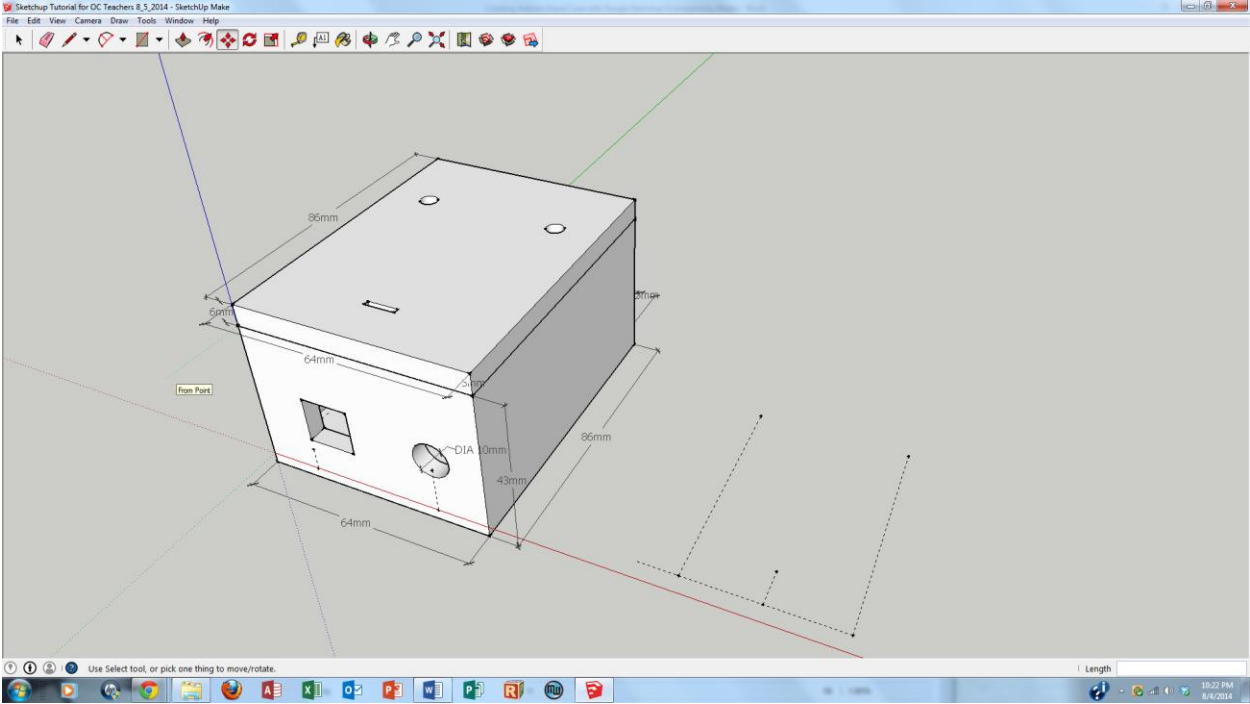 Sketchup Tutorial for OC Teachers 8_5_2014 - SketchUp Make
File Edit View Camera Draw Tools Window Help
86mm
6mm
64mm
From Point
DIA 10mm
86mm
43mm
64mm
Use Select tool, or pick one thing to move/rotate.
Length
10:22 PM
8/4/2014